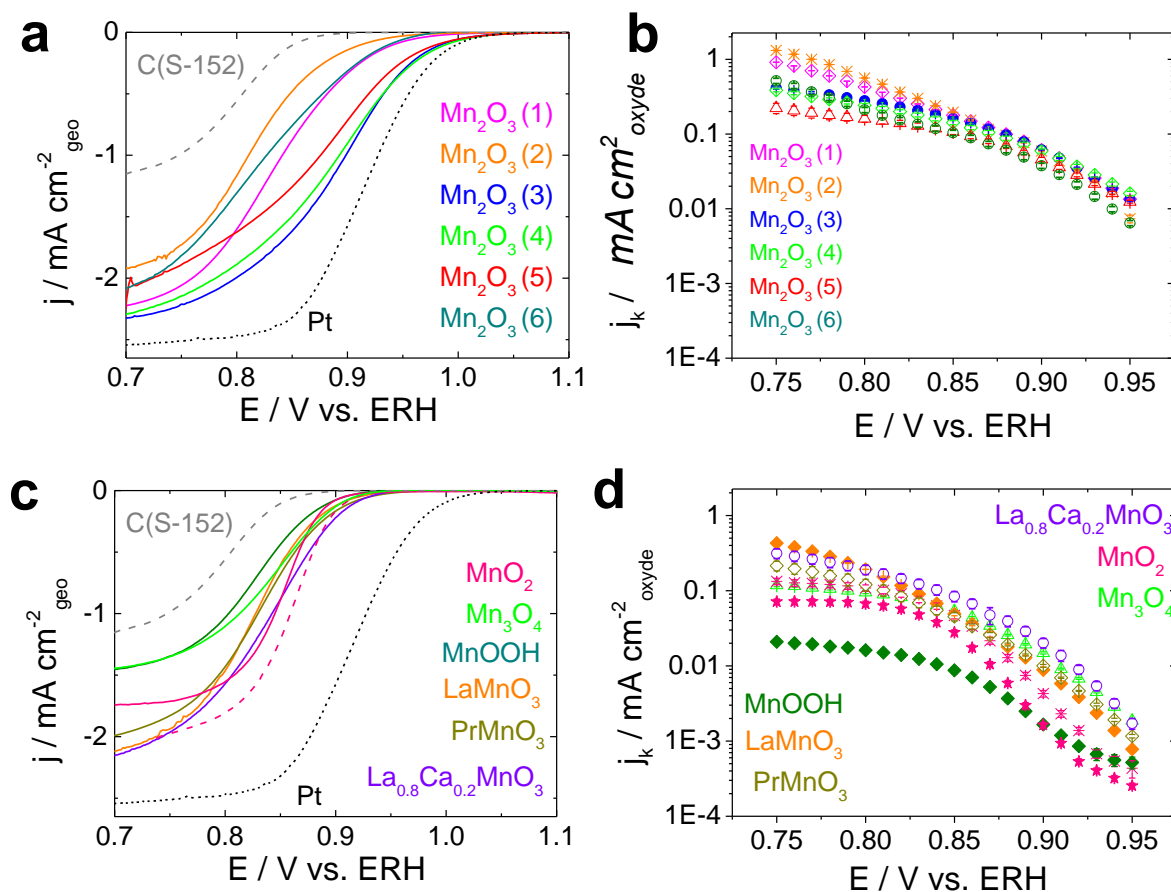 a
0
-1
-2
j / mA cm⁻²geo
C(S-152)
Mn₂O₃ (1)
Mn₂O₃ (2)
Mn₂O₃ (3)
Mn₂O₃ (4)
Mn₂O₃ (5)
Mn₂O₃ (6)
Pt
0.7 0.8 0.9 1.0 1.1
E / V vs. ERH
b
1
0.1
0.01
1E-3
1E-4
jₖ / mA cm²oxyde
Mn₂O₃ (1)
Mn₂O₃ (2)
Mn₂O₃ (3)
Mn₂O₃ (4)
Mn₂O₃ (5)
Mn₂O₃ (6)
0.75 0.80 0.85 0.90 0.95
E / V vs. ERH
c
0
-1
-2
j / mA cm⁻²geo
C(S-152)
MnO₂
Mn₃O₄
MnOOH
LaMnO₃
PrMnO₃
La₀.₈Ca₀.₂MnO₃
Pt
0.7 0.8 0.9 1.0 1.1
E / V vs. ERH
d
1
0.1
0.01
1E-3
1E-4
jₖ / mA cm⁻²oxyde
La₀.₈Ca₀.₂MnO₃
MnO₂
Mn₃O₄
MnOOH
LaMnO₃
PrMnO₃
0.75 0.80 0.85 0.90 0.95
E / V vs. ERH